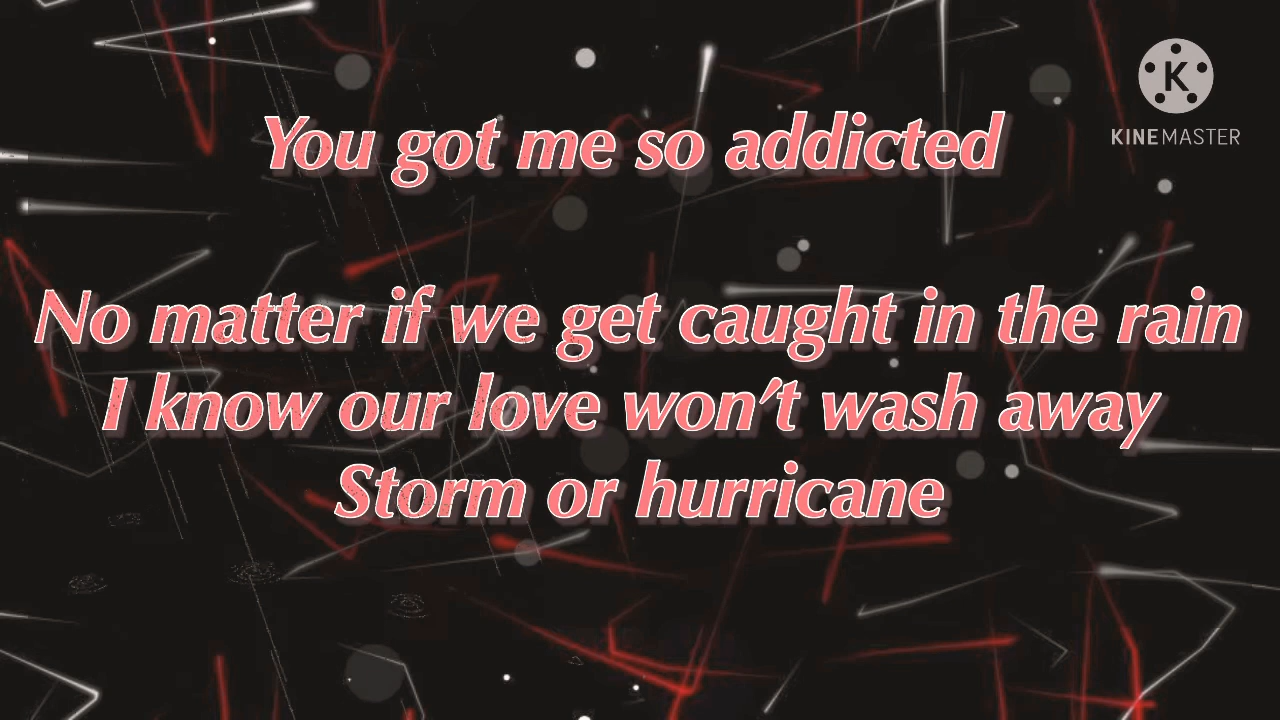 K
KINEMASTER
You got me so addicted
No matter if we get caught in the rain
I know our love won't wash away
Storm or hurricane